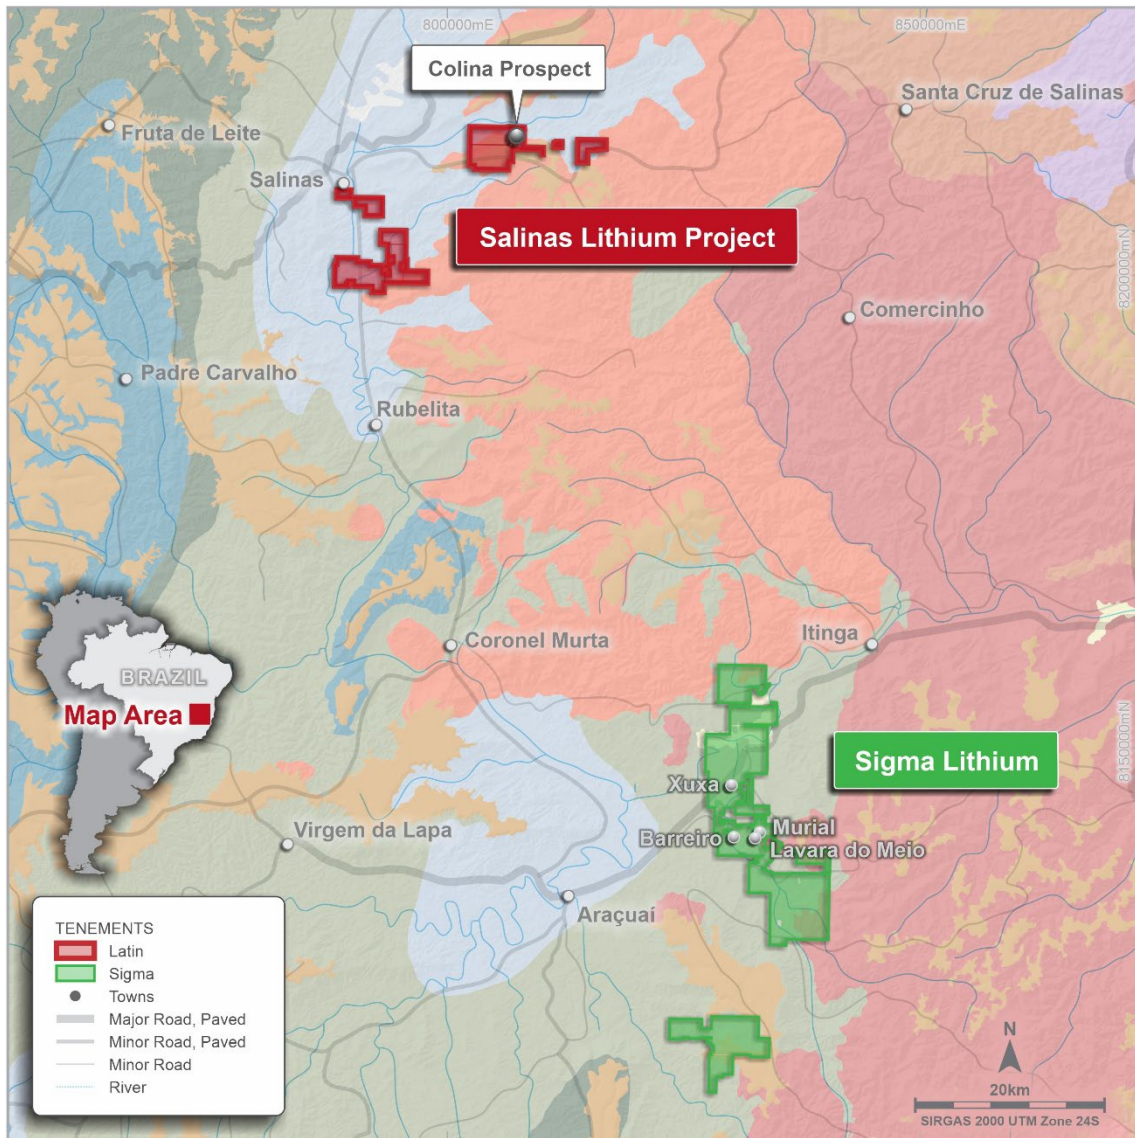 800000mE
850000mE
Colina Prospect
Santa Cruz de Salinas
Fruta de Leite
Salinas
Salinas Lithium Project
8200000mN
Comercinho
Padre Carvalho
Rubelita
Coronel Murta
Itinga
BRAZIL
Map Area
8150000mN
Sigma Lithium
Xuxa
Virgem da Lapa
Barreiro
Murial
Lavara do Meio
Araçuaí
TENEMENTS
Latin
Sigma
Towns
Major Road, Paved
Minor Road, Paved
Minor Road
River
N
20km
SIRGAS 2000 UTM Zone 24S